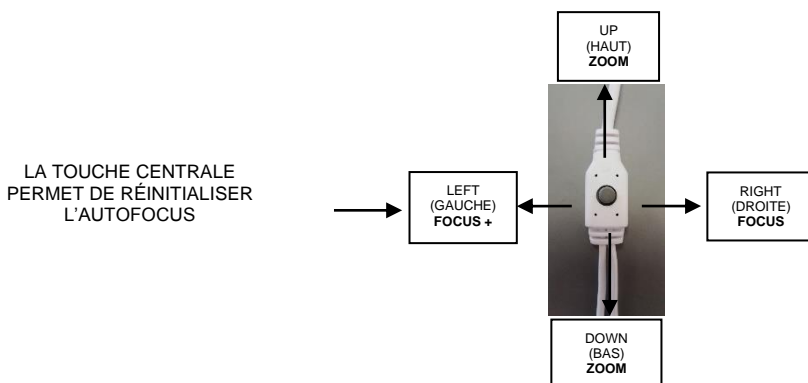 UP
(HAUT)
ZOOM
LA TOUCHE CENTRALE
PERMET DE RÉINITIALISER
L'AUTOFOCUS
LEFT
(GAUCHE)
FOCUS +
RIGHT
(DROITE)
FOCUS
DOWN
(BAS)
ZOOM